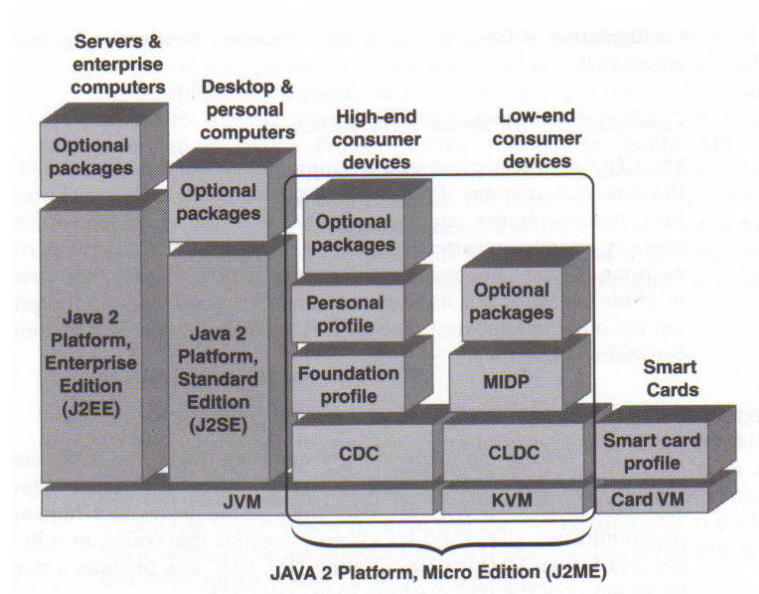 Servers &
enterprise
computers
Optional
packages
Java 2
Platform,
Enterprise
Edition
(J2EE)
Desktop &
personal
computers
Optional
packages
Java 2
Platform,
Standard
Edition
(J2SE)
High-end
consumer
devices
Optional
packages
Personal
profile
Foundation
profile
CDC
Low-end
consumer
devices
Optional
packages
MIDP
CLDC
Smart
Cards
Smart card
profile
JVM
KVM
Card VM
JAVA 2 Platform, Micro Edition (J2ME)